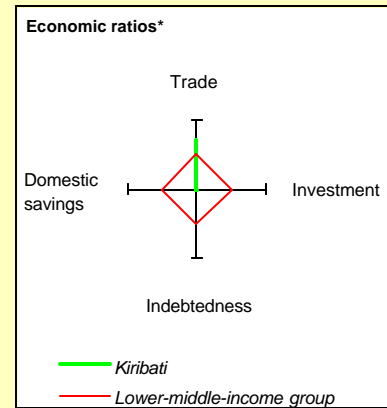 Economic ratios*
Trade
Domestic
savings
Investment
Indebtedness
Kiribati
Lower-middle-income group